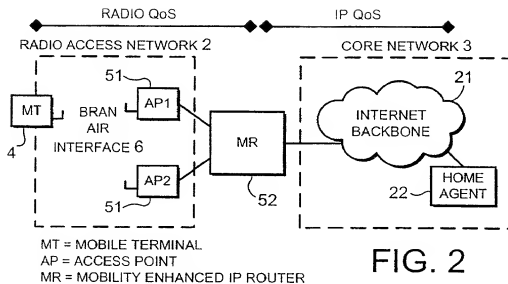 RADIO QoS
IP QoS
RADIO ACCESS NETWORK 2
CORE NETWORK 3
51
21
MT
BRAN
AIR
INTERFACE 6
AP1
4
MR
INTERNET
BACKBONE
AP2
51
52
22
HOME
AGENT
MT = MOBILE TERMINAL
AP = ACCESS POINT
MR = MOBILITY ENHANCED IP ROUTER
FIG. 2